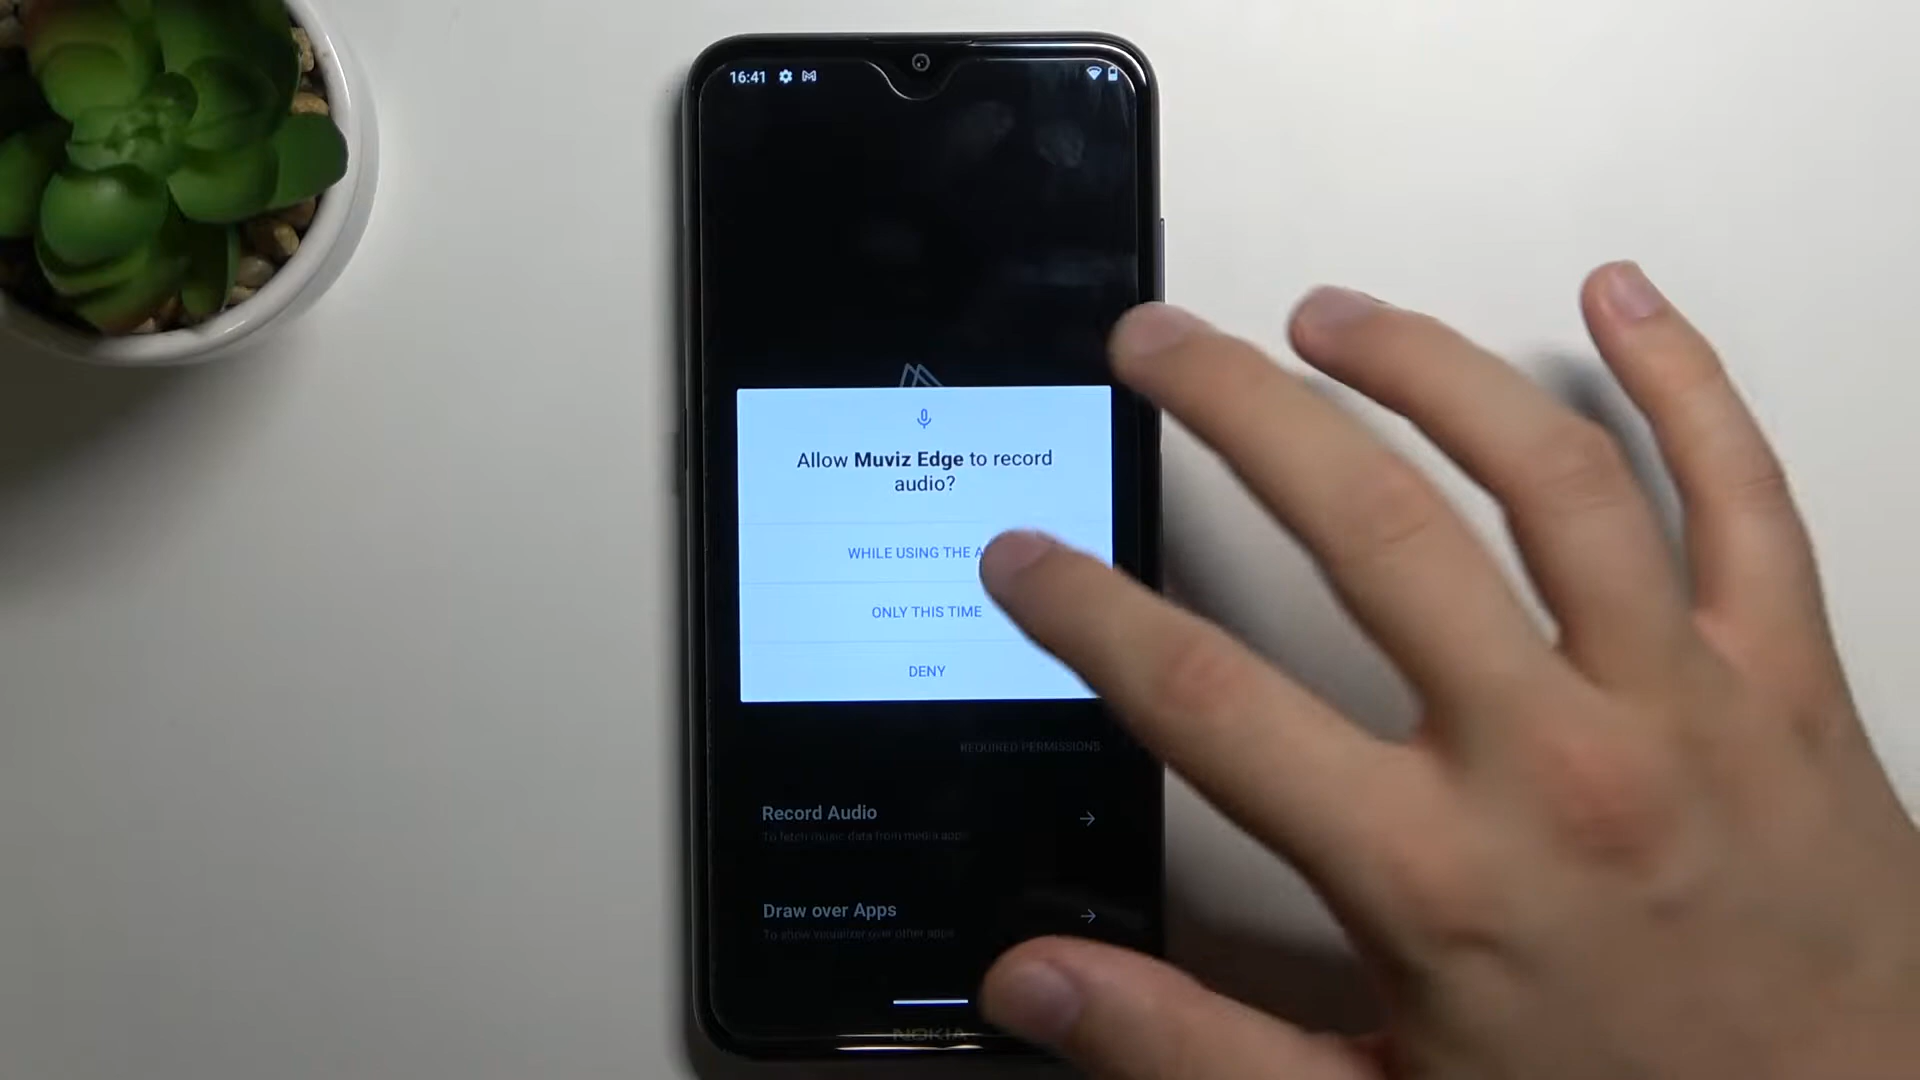 16:41
Allow Muviz Edge to record
audio?
WHILE USING THE
ONLY THIS TIME
DENY
REQUIRED PERMISSIONS
Record Audio
To fetch music data from media apps
Draw over Apps
To show visualizer over other apps
NOKIA